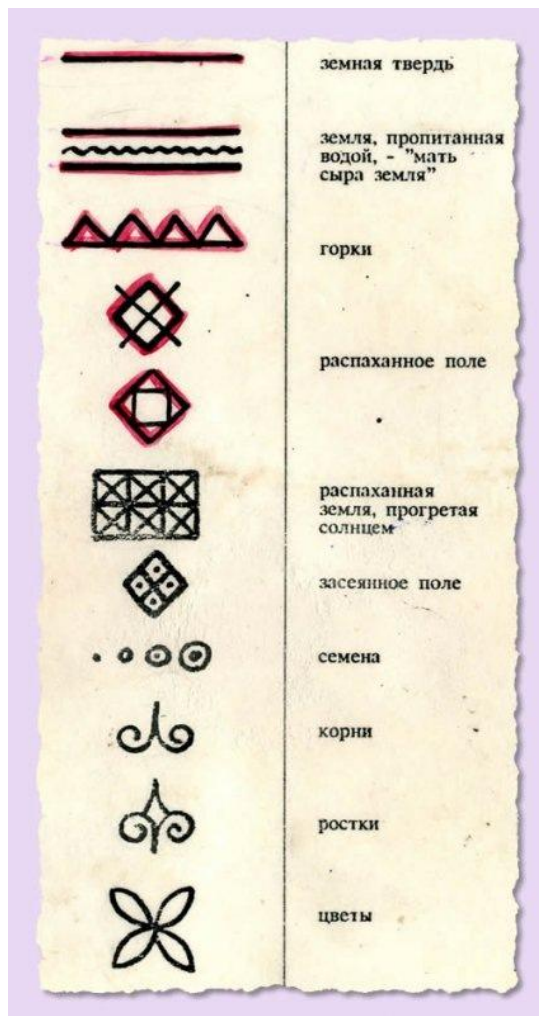 земная твердь
земля, пропитанная
водой, - "мать
сыра земля"
горки
распаханное поле
распаханная
земля, прогретая
солнцем
засеянное поле
семена
корни
ростки
цветы